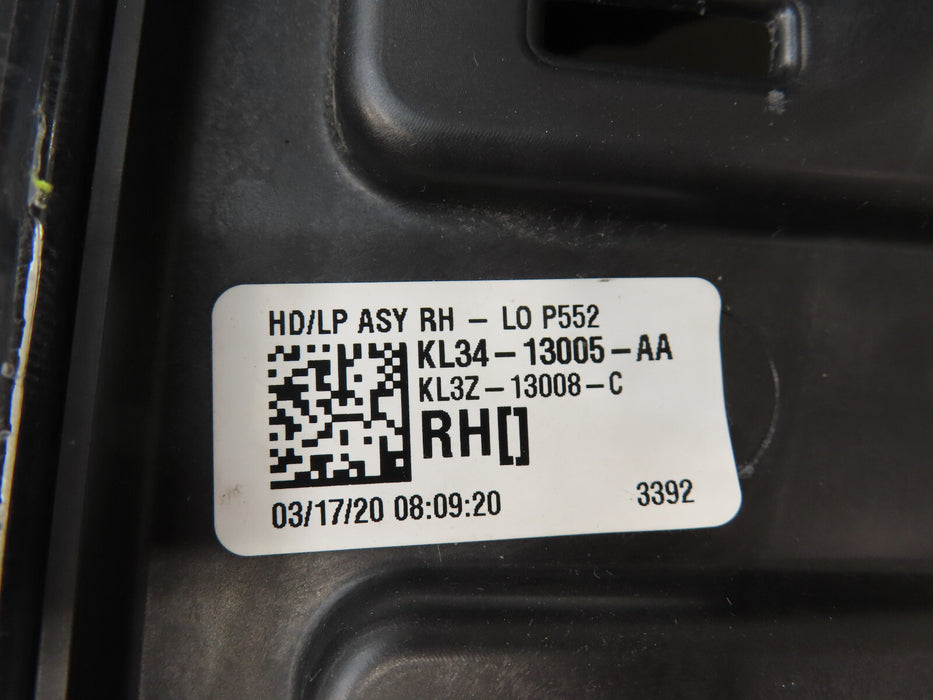 HD/LP ASY RH - LO P552
KL34-13005-AA
KL3Z-13008-C
RH[]
03/17/20 08:09:20 3392